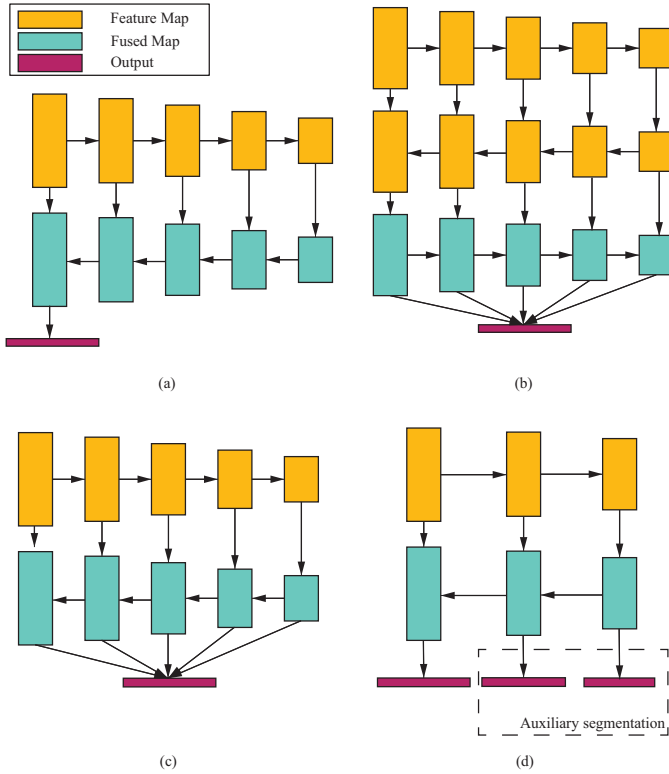 Feature Map
Fused Map
Output
(a)
(b)
Auxiliary segmentation
(c)
(d)